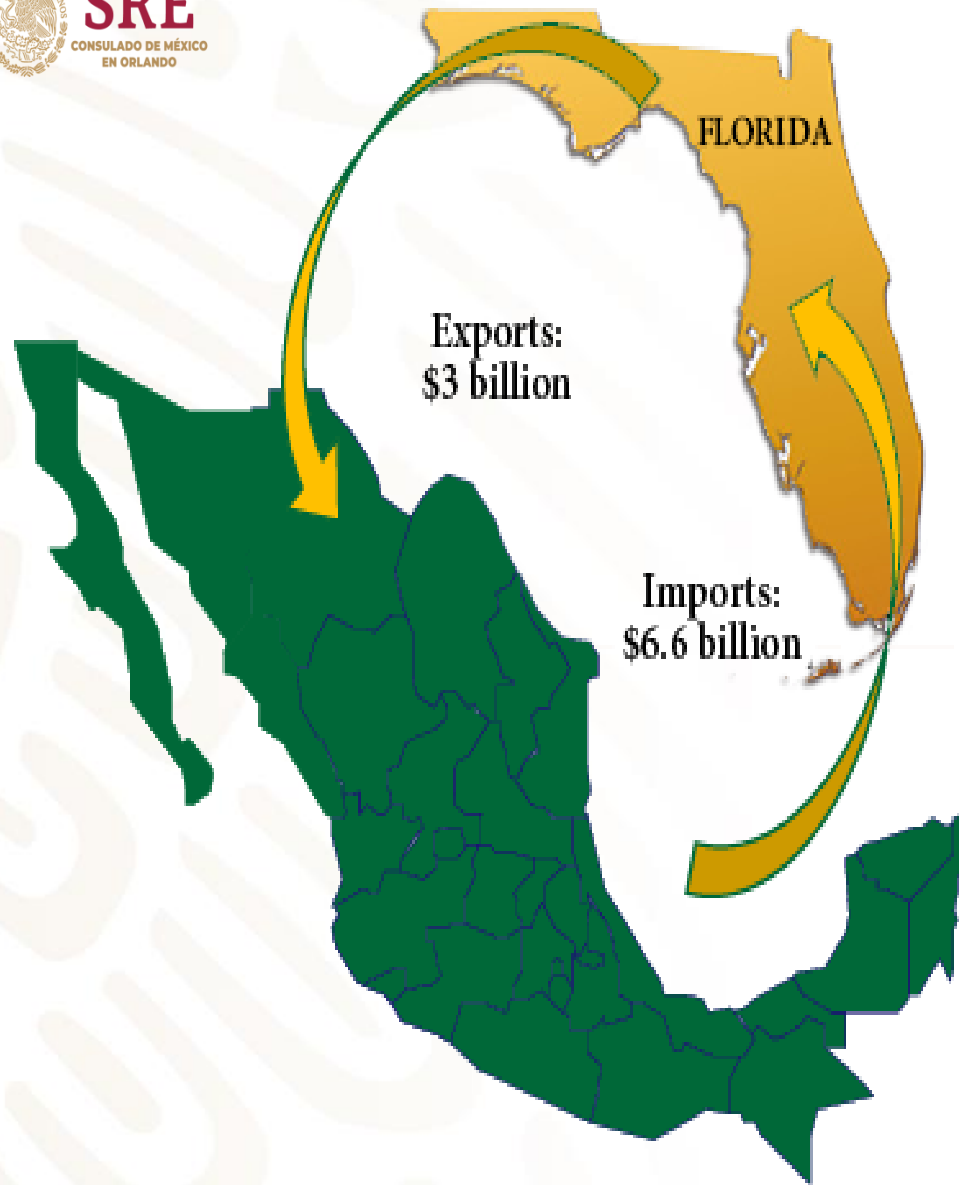 SRE
CONSULADO DE MÉXICO
EN ORLANDO
FLORIDA
Exports:
$3 billion
Imports:
$6.6 billion